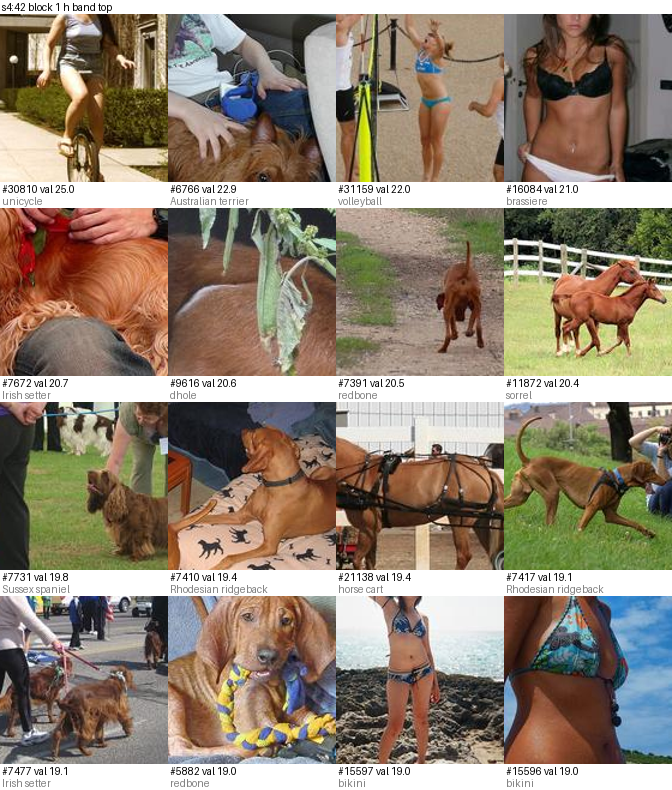 s4:42 block 1 h band top
#30810 val 25.0
unicycle
#6766 val 22.9
Australian terrier
#31159 val 22.0
volleyball
#16084 val 21.0
brassiere
#7672 val 20.7
Irish setter
#9616 val 20.6
dhole
#7391 val 20.5
redbone
#11872 val 20.4
sorrel
#7731 val 19.8
Sussex spaniel
#7410 val 19.4
Rhodesian ridgeback
#21138 val 19.4
horse cart
#7417 val 19.1
Rhodesian ridgeback
#7477 val 19.1
Irish setter
#5882 val 19.0
redbone
#15597 val 19.0
bikini
#15596 val 19.0
bikini